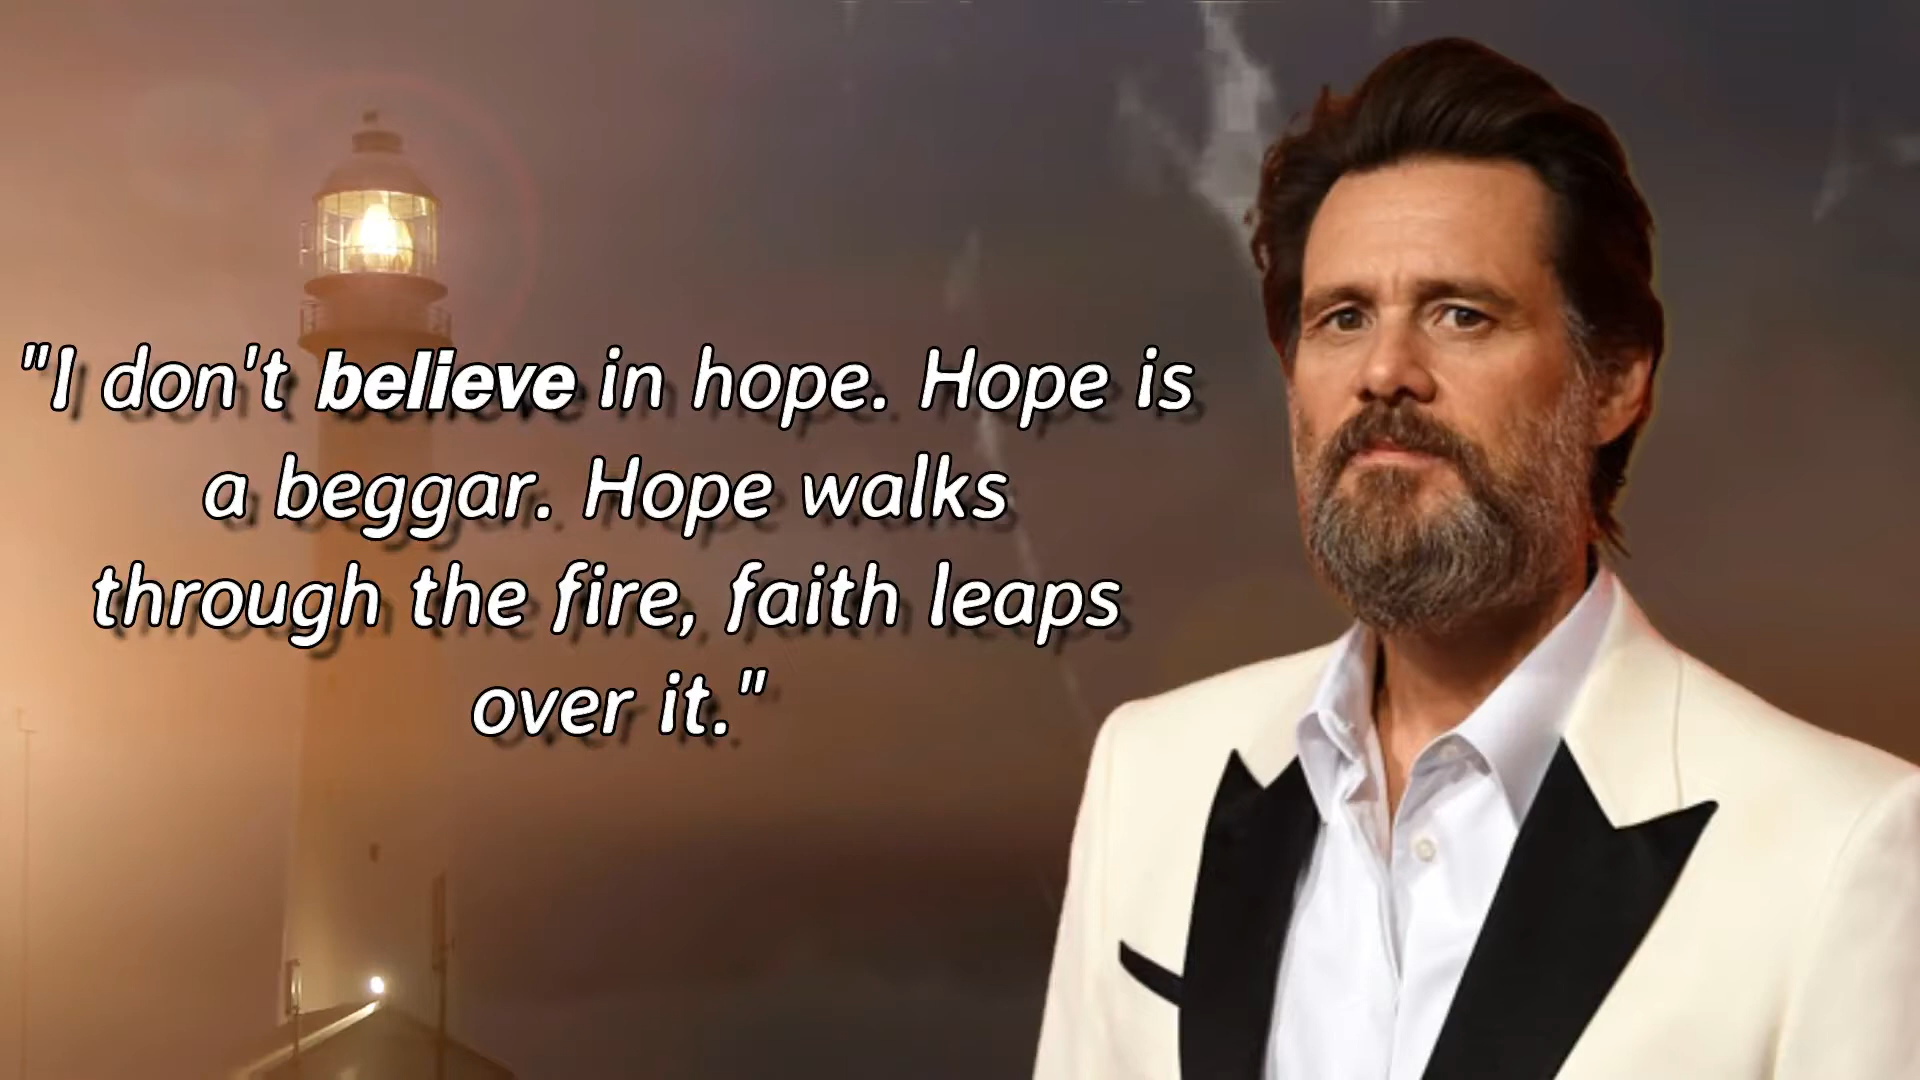 "I don't believe in hope. Hope is
a beggar. Hope walks
through the fire, faith leaps
over it."